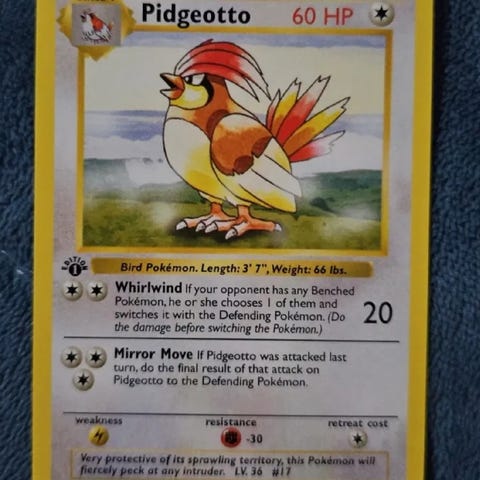 Pidgeotto 60 HP
EDITION
1
Bird Pokémon. Length: 3' 7", Weight: 66 lbs.
Whirlwind If your opponent has any Benched
Pokémon, he or she chooses 1 of them and
switches it with the Defending Pokémon. (Do
the damage before switching the Pokémon.)
20
Mirror Move If Pidgeotto was attacked last
turn, do the final result of that attack on
Pidgeotto to the Defending Pokémon.
weakness resistance retreat cost
-30
Very protective of its sprawling territory, this Pokémon will
fiercely peck at any intruder. LV. 36 #17